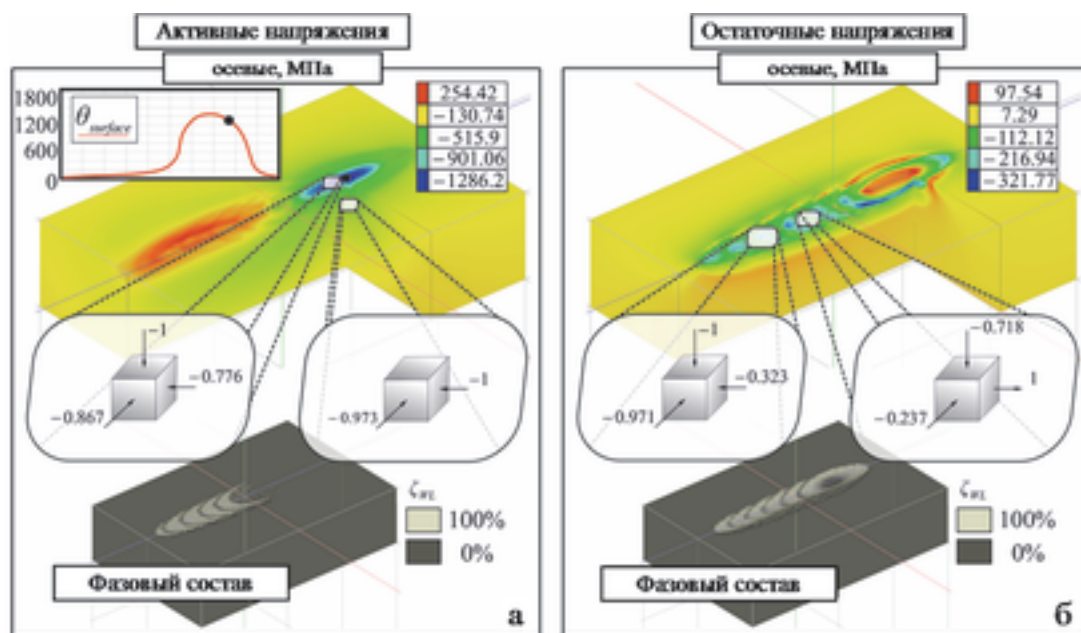 Активные напряжения
осевые, МПа
1800
1200
600
0
θ surface
254.42
−130.74
−515.9
−901.06
−1286.2
−1
−0.776
−0.867
−1
−0.973
ζ WL
100%
0%
Фазовый состав
а
Остаточные напряжения
осевые, МПа
97.54
7.29
−112.12
−216.94
−321.77
−1
−0.323
−0.971
−0.718
1
−0.237
ζ WL
100%
0%
Фазовый состав
б